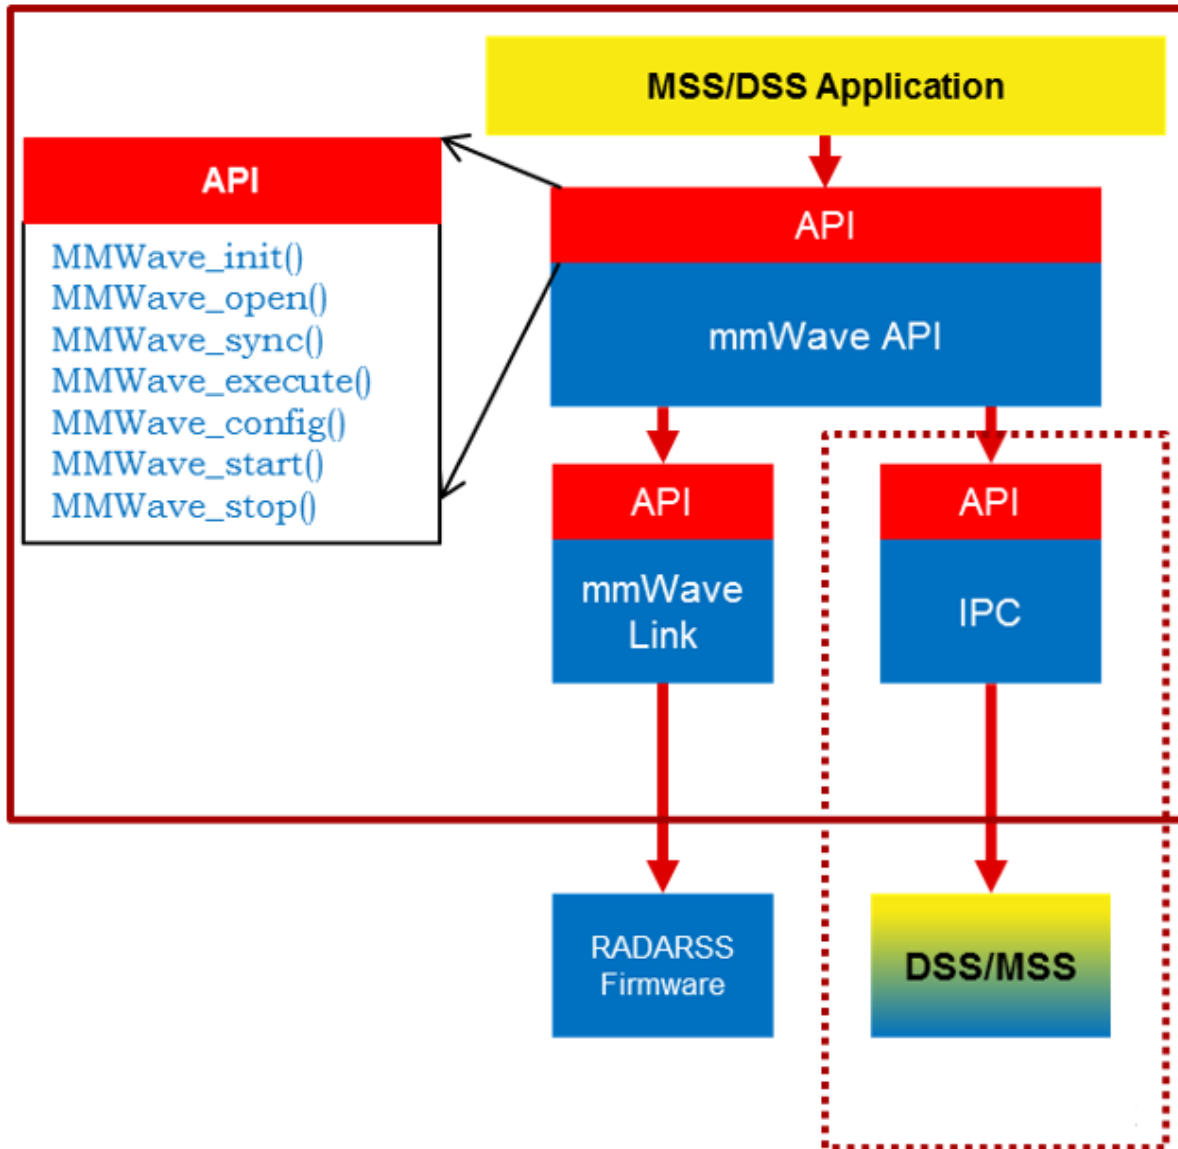 MSS/DSS Application
API
MMWave_init()
MMWave_open()
MMWave_sync()
MMWave_execute()
MMWave_config()
MMWave_start()
MMWave_stop()
API
mmWave API
API
mmWave
Link
API
IPC
RADARSS
Firmware
DSS/MSS